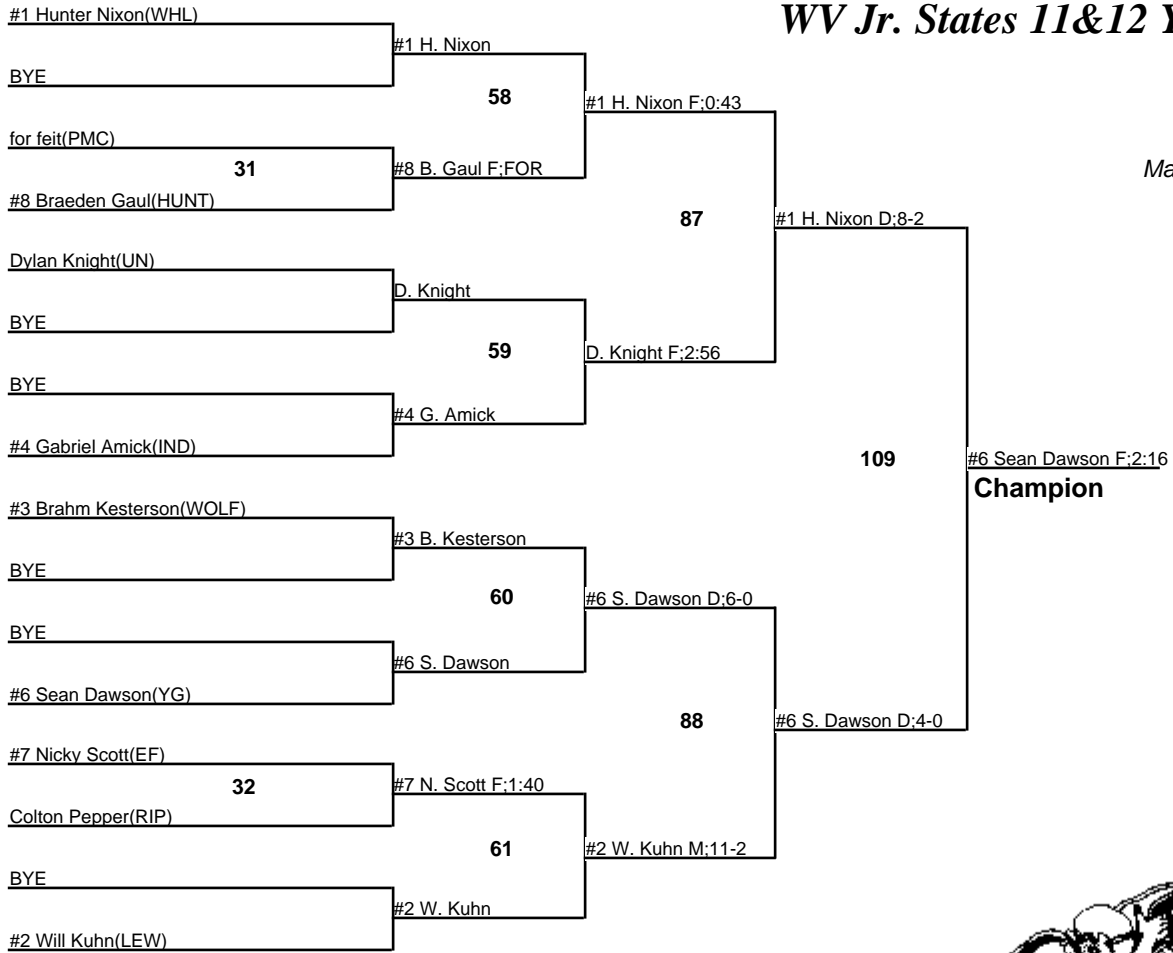 WV Jr. States 11&12 Y
Ma
#1 Hunter Nixon(WHL)
BYE
for feit(PMC)
31
#8 Braeden Gaul(HUNT)
Dylan Knight(UN)
BYE
BYE
#4 Gabriel Amick(IND)
#3 Brahm Kesterson(WOLF)
BYE
BYE
#6 Sean Dawson(YG)
#7 Nicky Scott(EF)
32
Colton Pepper(RIP)
BYE
#2 Will Kuhn(LEW)
#1 H. Nixon
58
#8 B. Gaul F;FOR
D. Knight
59
#4 G. Amick
#3 B. Kesterson
60
#6 S. Dawson
#7 N. Scott F;1:40
61
#2 W. Kuhn
#1 H. Nixon F;0:43
87
D. Knight F;2:56
#6 S. Dawson D;6-0
88
#2 W. Kuhn M;11-2
#1 H. Nixon D;8-2
109
#6 S. Dawson D;4-0
#6 Sean Dawson F;2:16
Champion